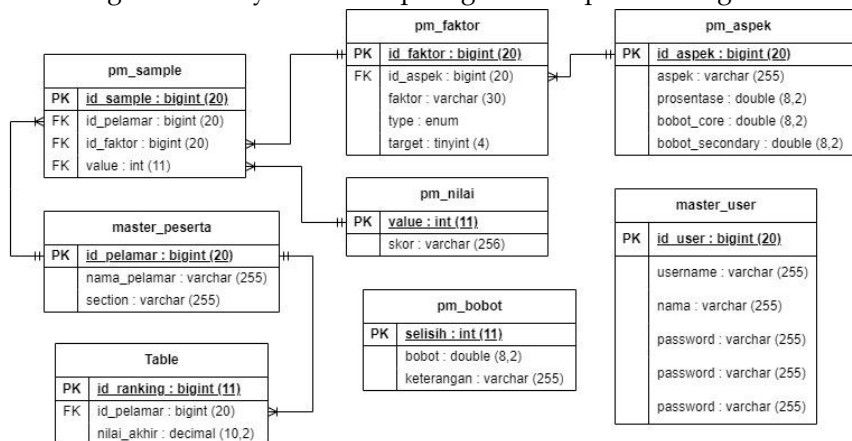 pm_sample
PK id_sample : bigint (20)
FK id_pelamar : bigint (20)
FK id_faktor : bigint (20)
FK value : int (11)
pm_faktor
PK id_faktor : bigint (20)
FK id_aspek : bigint (20)
faktor : varchar (30)
type : enum
target : tinyint (4)
pm_aspek
PK id_aspek : bigint (20)
aspek : varchar (255)
prosentase : double (8,2)
bobot_core : double (8,2)
bobot_secondary : double (8,2)
master_peserta
PK id_pelamar : bigint (20)
nama_pelamar : varchar (255)
section : varchar (255)
pm_nilai
PK value : int (11)
skor : varchar (256)
master_user
PK id_user : bigint (20)
username : varchar (255)
nama : varchar (255)
password : varchar (255)
password : varchar (255)
password : varchar (255)
pm_bobot
PK selisih : int (11)
bobot : double (8,2)
keterangan : varchar (255)
Table
PK id_ranking : bigint (11)
FK id_pelamar : bigint (20)
nilai_akhir : decimal (10,2)